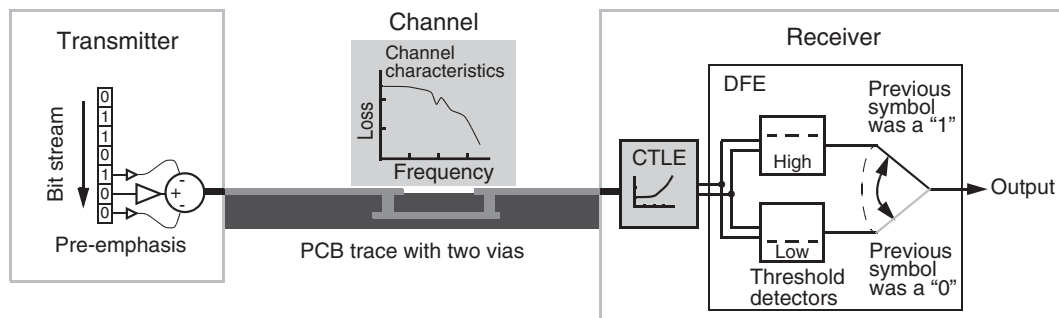 Transmitter
Bit stream
0
1
1
0
1
0
0
+
-
-
Pre-emphasis
Channel
Channel
characteristics
Loss
Frequency
PCB trace with two vias
Receiver
CTLE
DFE
High
Low
Threshold
detectors
Previous
symbol
was a “1”
Previous
symbol
was a “0”
Output